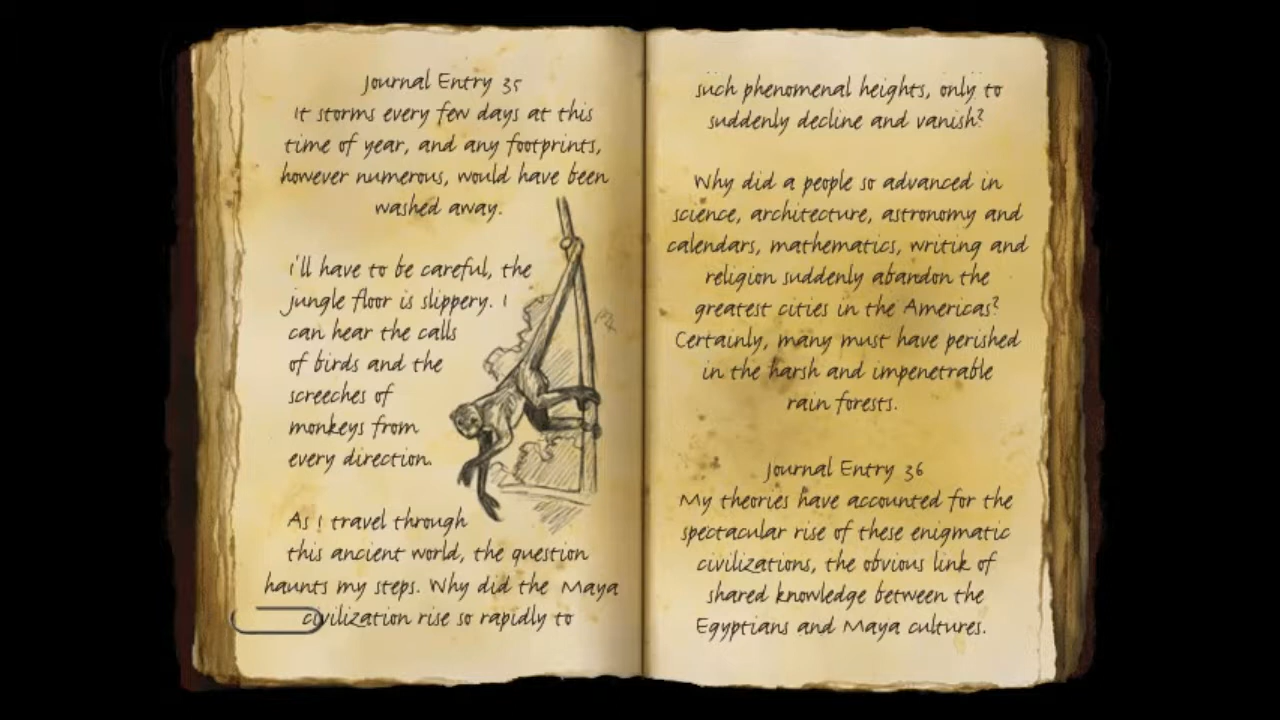 Journal Entry 35
It storms every few days at this
time of year, and any footprints,
however numerous, would have been
washed away.
I'll have to be careful, the
jungle floor is slippery. I
can hear the calls
of birds and the
screeches of
monkeys from
every direction.
As I travel through
this ancient world, the question
haunts my steps. Why did the Maya
civilization rise so rapidly to
such phenomenal heights, only to
suddenly decline and vanish?
Why did a people so advanced in
science, architecture, astronomy and
calendars, mathematics, writing and
religion suddenly abandon the
greatest cities in the Americas?
Certainly, many must have perished
in the harsh and impenetrable
rain forests.
Journal Entry 36
My theories have accounted for the
spectacular rise of these enigmatic
civilizations, the obvious link of
shared knowledge between the
Egyptians and Maya cultures.